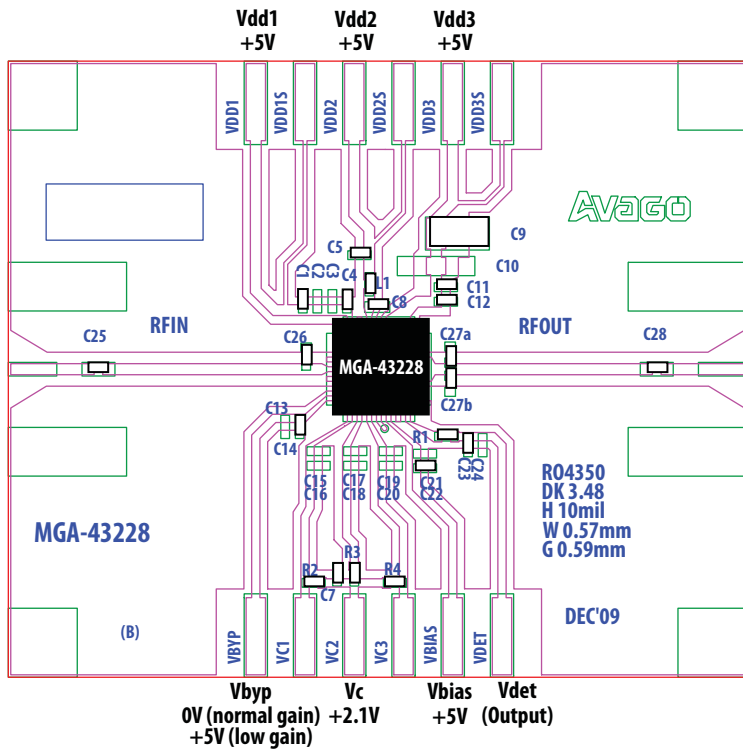 Vdd1
+5V
Vdd2
+5V
Vdd3
+5V
VDD1
VDD1S
VDD2
VDD2S
VDD3
VDD3S
AVAGO
C9
C5
C10
C1
C2
C3
C4
L1
C11
C8
C12
RFIN
RFOUT
C25
C26
MGA-43228
C27a
C28
C27b
C13
C14
R1
C23
C24
C15
C16
C17
C18
C19
C20
C21
C22
RO4350
DK 3.48
H 10mil
W 0.57mm
G 0.59mm
MGA-43228
R2
R3
R4
C7
(B)
DEC'09
VBYP
VC1
VC2
VC3
VBIAS
VDET
Vbyp
0V (normal gain)
+5V (low gain)
Vc
+2.1V
Vbias
+5V
Vdet
(Output)